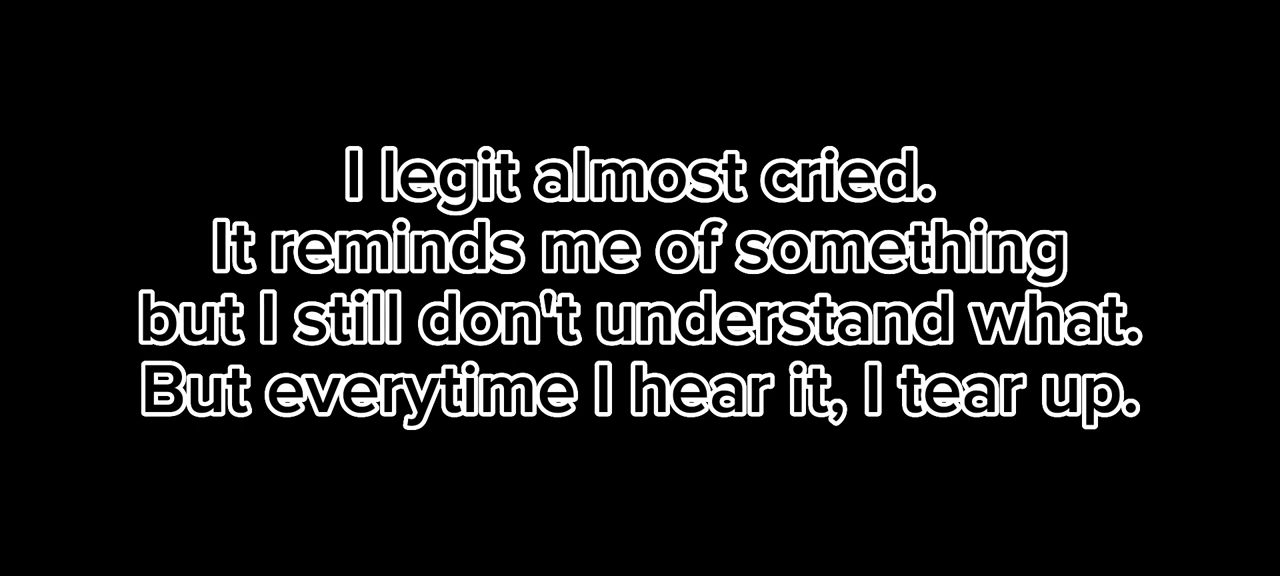 I legit almost cried.
It reminds me of something
but I still don't understand what.
But everytime I hear it, I tear up.